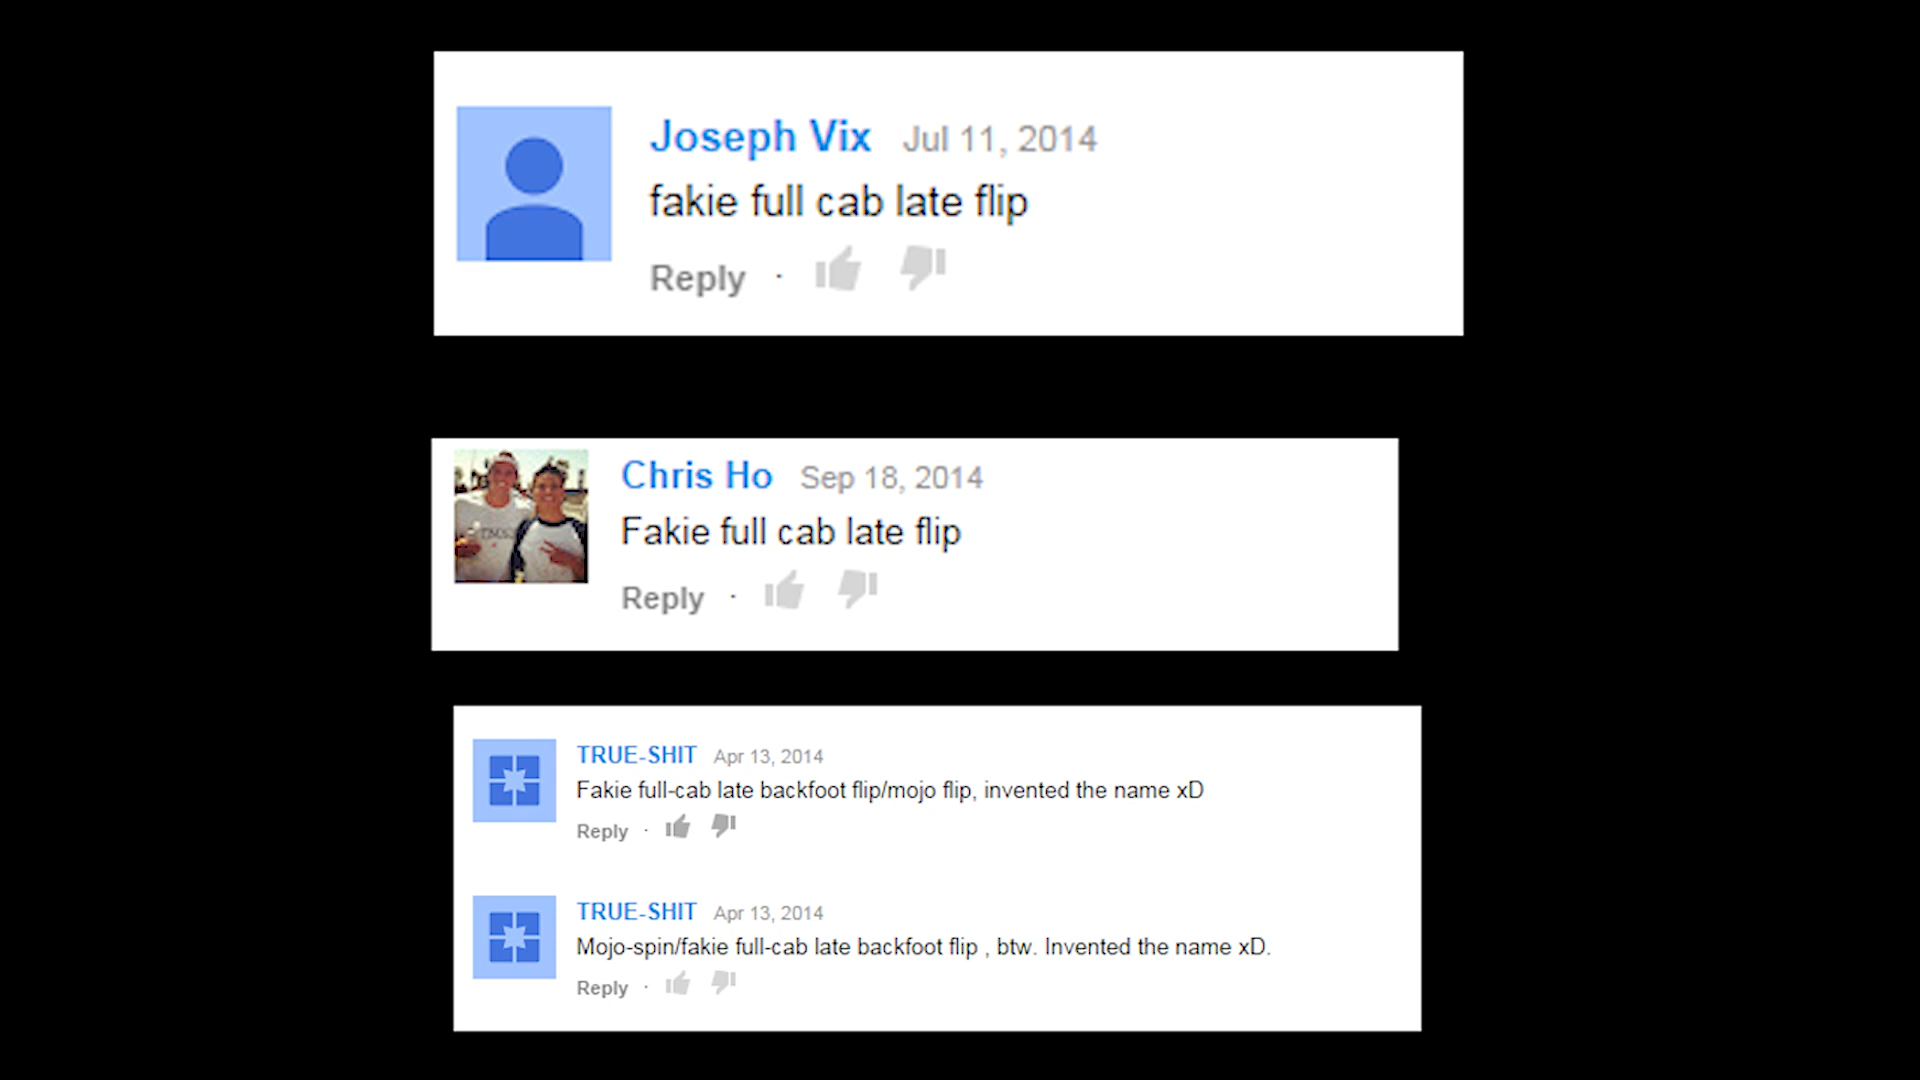 Joseph Vix Jul 11, 2014
fakie full cab late flip
Reply ·
Chris Ho Sep 18, 2014
Fakie full cab late flip
Reply ·
TRUE-SHIT Apr 13, 2014
Fakie full-cab late backfoot flip/mojo flip, invented the name xD
Reply ·
TRUE-SHIT Apr 13, 2014
Mojo-spin/fakie full-cab late backfoot flip , btw. Invented the name xD.
Reply ·